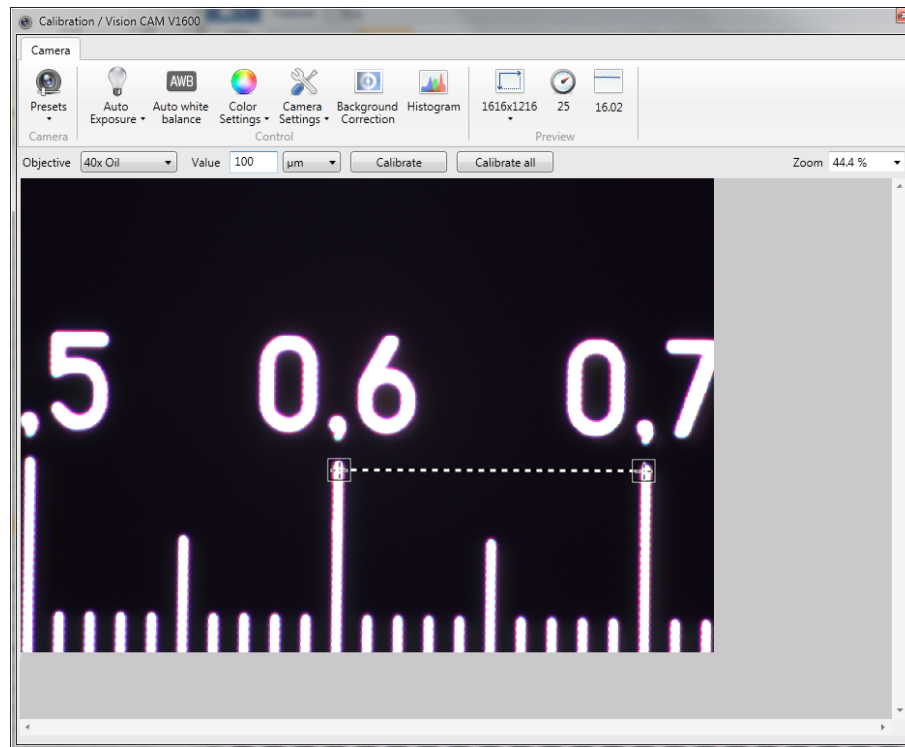 Calibration / Vision CAM V1600
Camera
Presets
Auto Exposure
Auto white balance
Color Settings
Camera Settings
Background Correction
Histogram
1616x1216
25
16.02
Camera
Control
Preview
Objective 40x Oil Value 100 µm Calibrate Calibrate all Zoom 44.4 %
,5 0,6 0,7